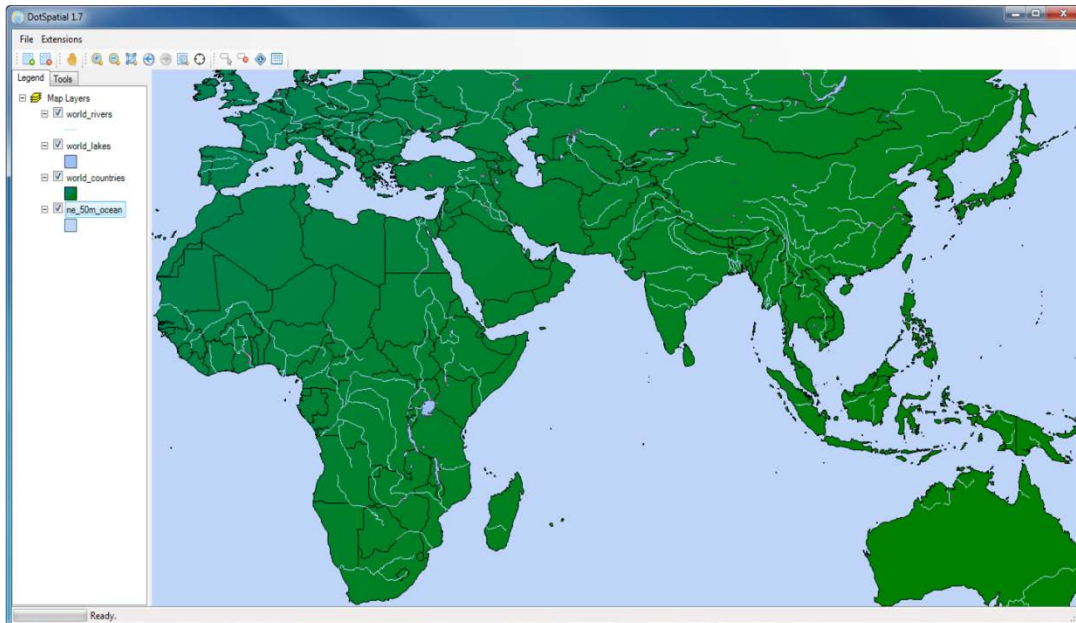 DotSpatial 1.7
File Extensions
Legend Tools
Map Layers
world_rivers
world_lakes
world_countries
ne_50m_ocean
Ready.